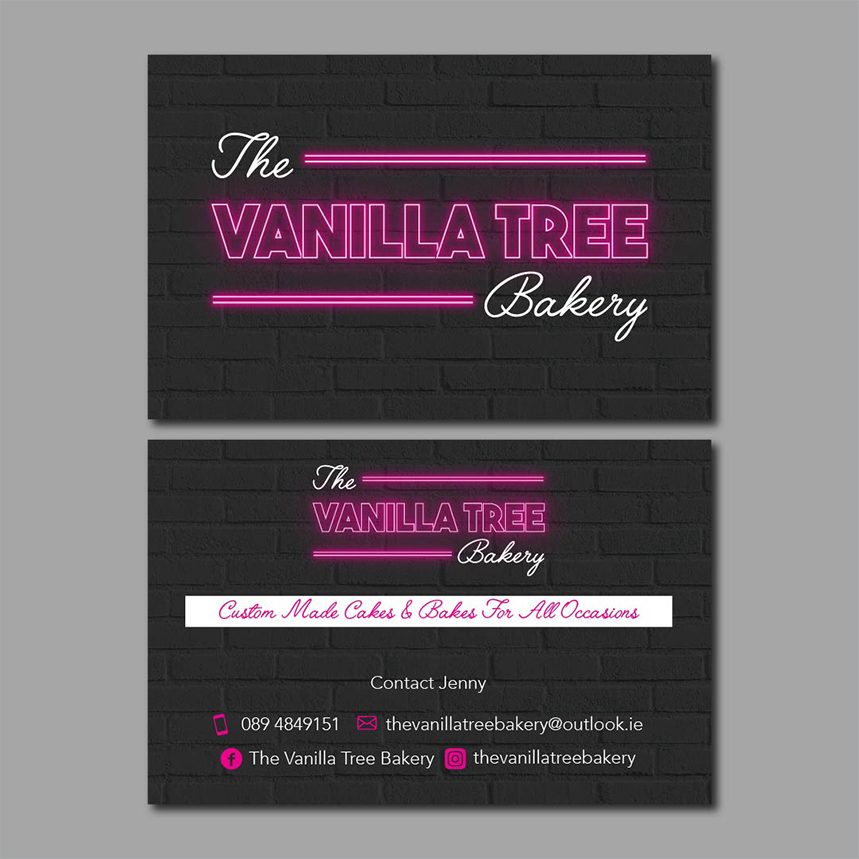 The
VANILLA TREE
Bakery
The
VANILLA TREE
Bakery
Custom Made Cakes & Bakes For All Occasions
Contact Jenny
089 4849151 thevanillatreebakery@outlook.ie
The Vanilla Tree Bakery thevanillatreebakery